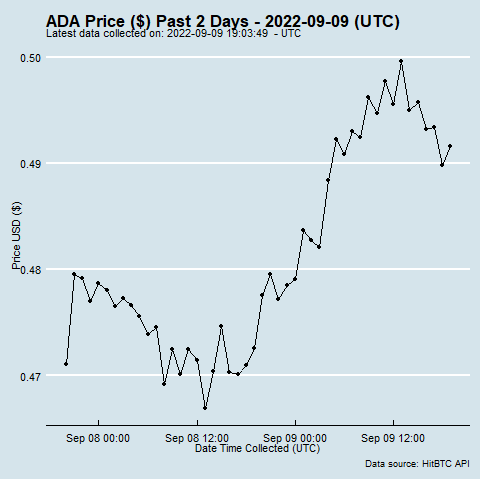 ADA Price ($) Past 2 Days - 2022-09-09 (UTC)
Latest data collected on: 2022-09-09 19:03:49 - UTC
0.50
0.49
0.48
0.47
Price USD ($)
Sep 08 00:00 Sep 08 12:00 Sep 09 00:00 Sep 09 12:00
Date Time Collected (UTC)
Data source: HitBTC API